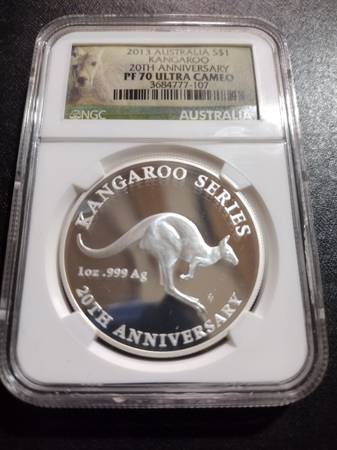 2013 AUSTRALIA S$1
KANGAROO
20TH ANNIVERSARY
PF 70 ULTRA CAMEO
3684777-107
NGC
AUSTRALIA
KANGAROO SERIES
1oz .999 Ag
20TH ANNIVERSARY